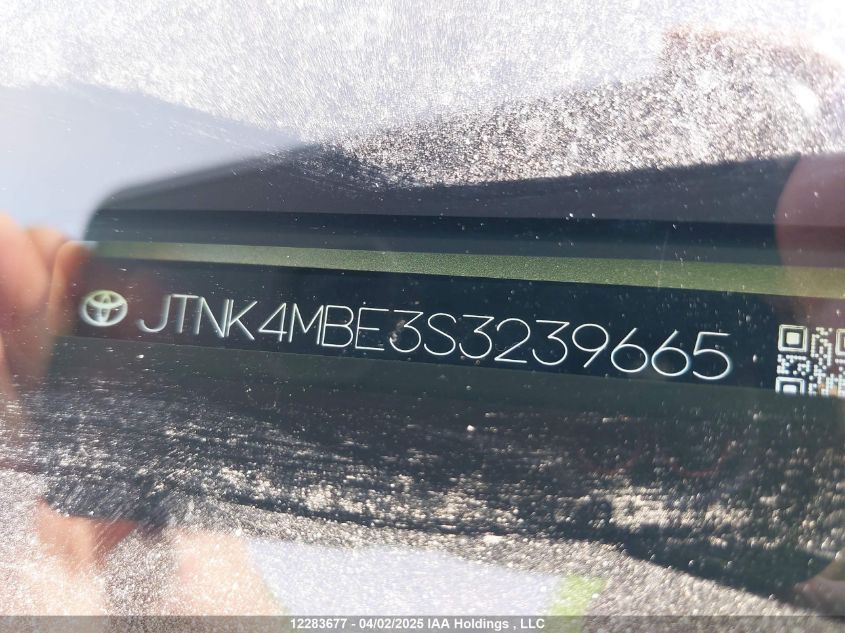 JTNK4MBE3S3239665
12283677 - 04/02/2025 IAA Holdings , LLC